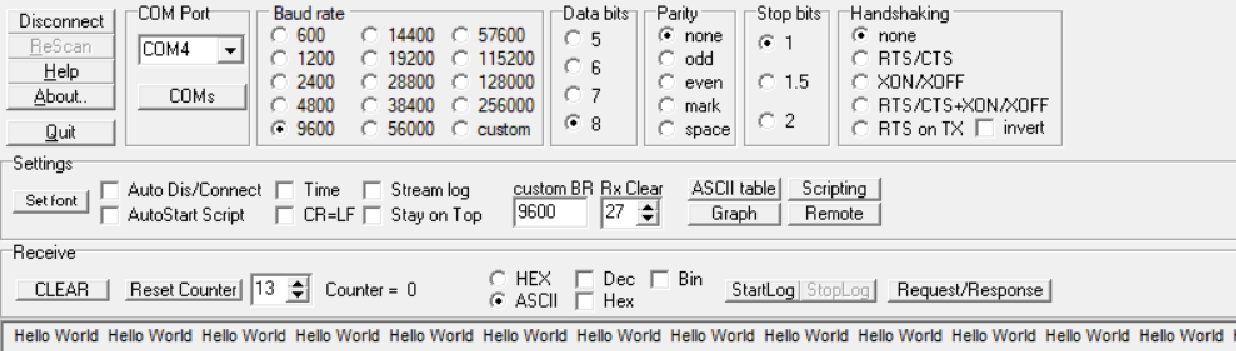 Disconnect
ReScan
Help
About..
Quit
COM Port
COM4
COMs
Baud rate
600 14400 57600
1200 19200 115200
2400 28800 128000
4800 38400 256000
9600 56000 custom
Data bits
5
6
7
8
Parity
none
odd
even
mark
space
Stop bits
1
1.5
2
Handshaking
none
RTS/CTS
XON/XOFF
RTS/CTS+XON/XOFF
RTS on TX invert
Settings
Set font
Auto Dis/Connect Time Stream log
AutoStart Script CR=LF Stay on Top
custom BR Rx Clear
9600 27
ASCII table Scripting
Graph Remote
Receive
CLEAR Reset Counter 13 Counter = 0
HEX Dec Bin
ASCII Hex
StartLog StopLog Request/Response
Hello World Hello World Hello World Hello World Hello World Hello World Hello World Hello World Hello World Hello World Hello World Hello World Hello World